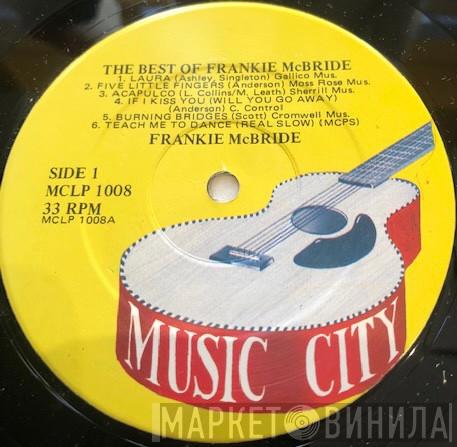 THE BEST OF FRANKIE McBRIDE
1. LAURA (Ashley, Singleton) Gallico Mus.
2. FIVE LITTLE FINGERS (Anderson) Moss Rose Mus.
3. ACAPULCO (L. Collins/M. Leath) Sherrill Mus.
4. IF I KISS YOU (WILL YOU GO AWAY)
(Anderson) C. Control
5. BURNING BRIDGES (Scott) Cromwell Mus.
6. TEACH ME TO DANCE (REAL SLOW) (MCPS)
FRANKIE McBRIDE
SIDE 1
MCLP 1008
33 RPM
MCLP 1008A
MUSIC CITY
МАРКЕТ ВИНИЛА